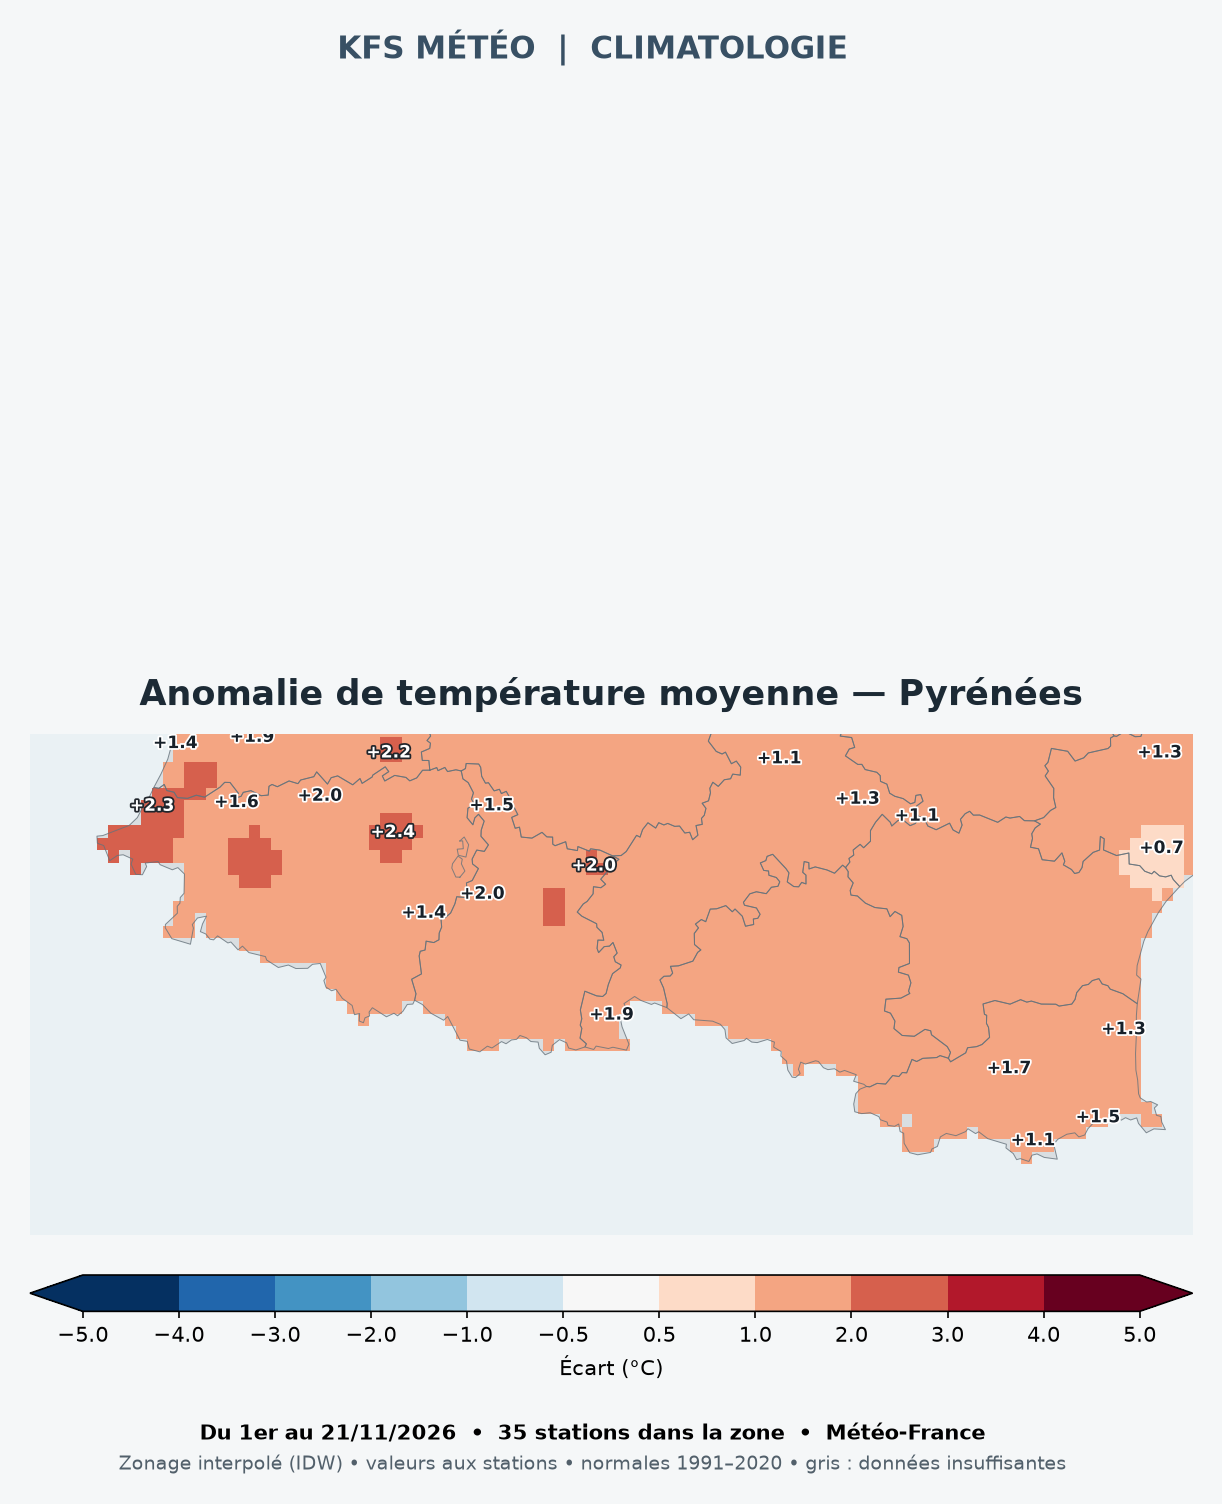 KFS MÉTÉO | CLIMATOLOGIE
Anomalie de température moyenne — Pyrénées
+1.4 +1.9 +2.2 +1.1 +1.3
+2.3 +1.6 +2.0 +1.5 +1.3 +1.1
+2.4 +0.7
+2.0
+2.0
+1.4
+1.9 +1.3
+1.7
+1.5
+1.1
−5.0 −4.0 −3.0 −2.0 −1.0 −0.5 0.5 1.0 2.0 3.0 4.0 5.0
Écart (°C)
Du 1er au 21/11/2026 • 35 stations dans la zone • Météo-France
Zonage interpolé (IDW) • valeurs aux stations • normales 1991–2020 • gris : données insuffisantes